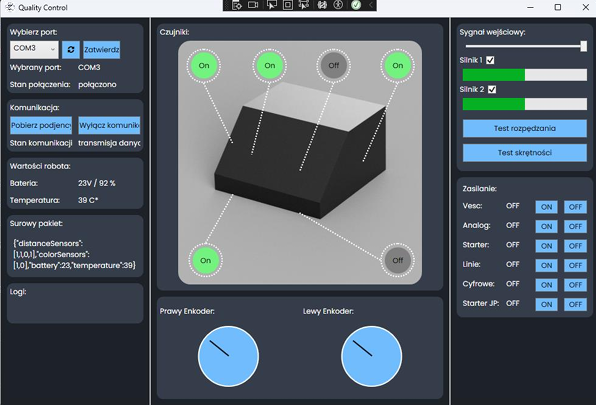 Quality Control
Wybierz port:
COM3
Zatwierdz
Wybrany port: COM3
Stan połączenia: połączono
Komunikacja:
Pobierz podjenc
Wyłącz komunik
Stan komunikacji transmisja danyc
Wartości robota:
Bateria: 23V / 92 %
Temperatura: 39 C*
Surowy pakiet:
{"distanceSensors":
[1,1,0,1],"colorSensors":
[1,0],"battery":23,"temperature":39}
Logi:
Czujniki:
On
On
Off
On
On
Off
Prawy Enkoder:
Lewy Enkoder:
Sygnał wejściowy:
Silnik 1
Silnik 2
Test rozpędzania
Test skrętności
Zasilanie:
Vesc: OFF ON OFF
Analog: OFF ON OFF
Starter: OFF ON OFF
Linie: OFF ON OFF
Cyfrowe: OFF ON OFF
Starter JP: OFF ON OFF